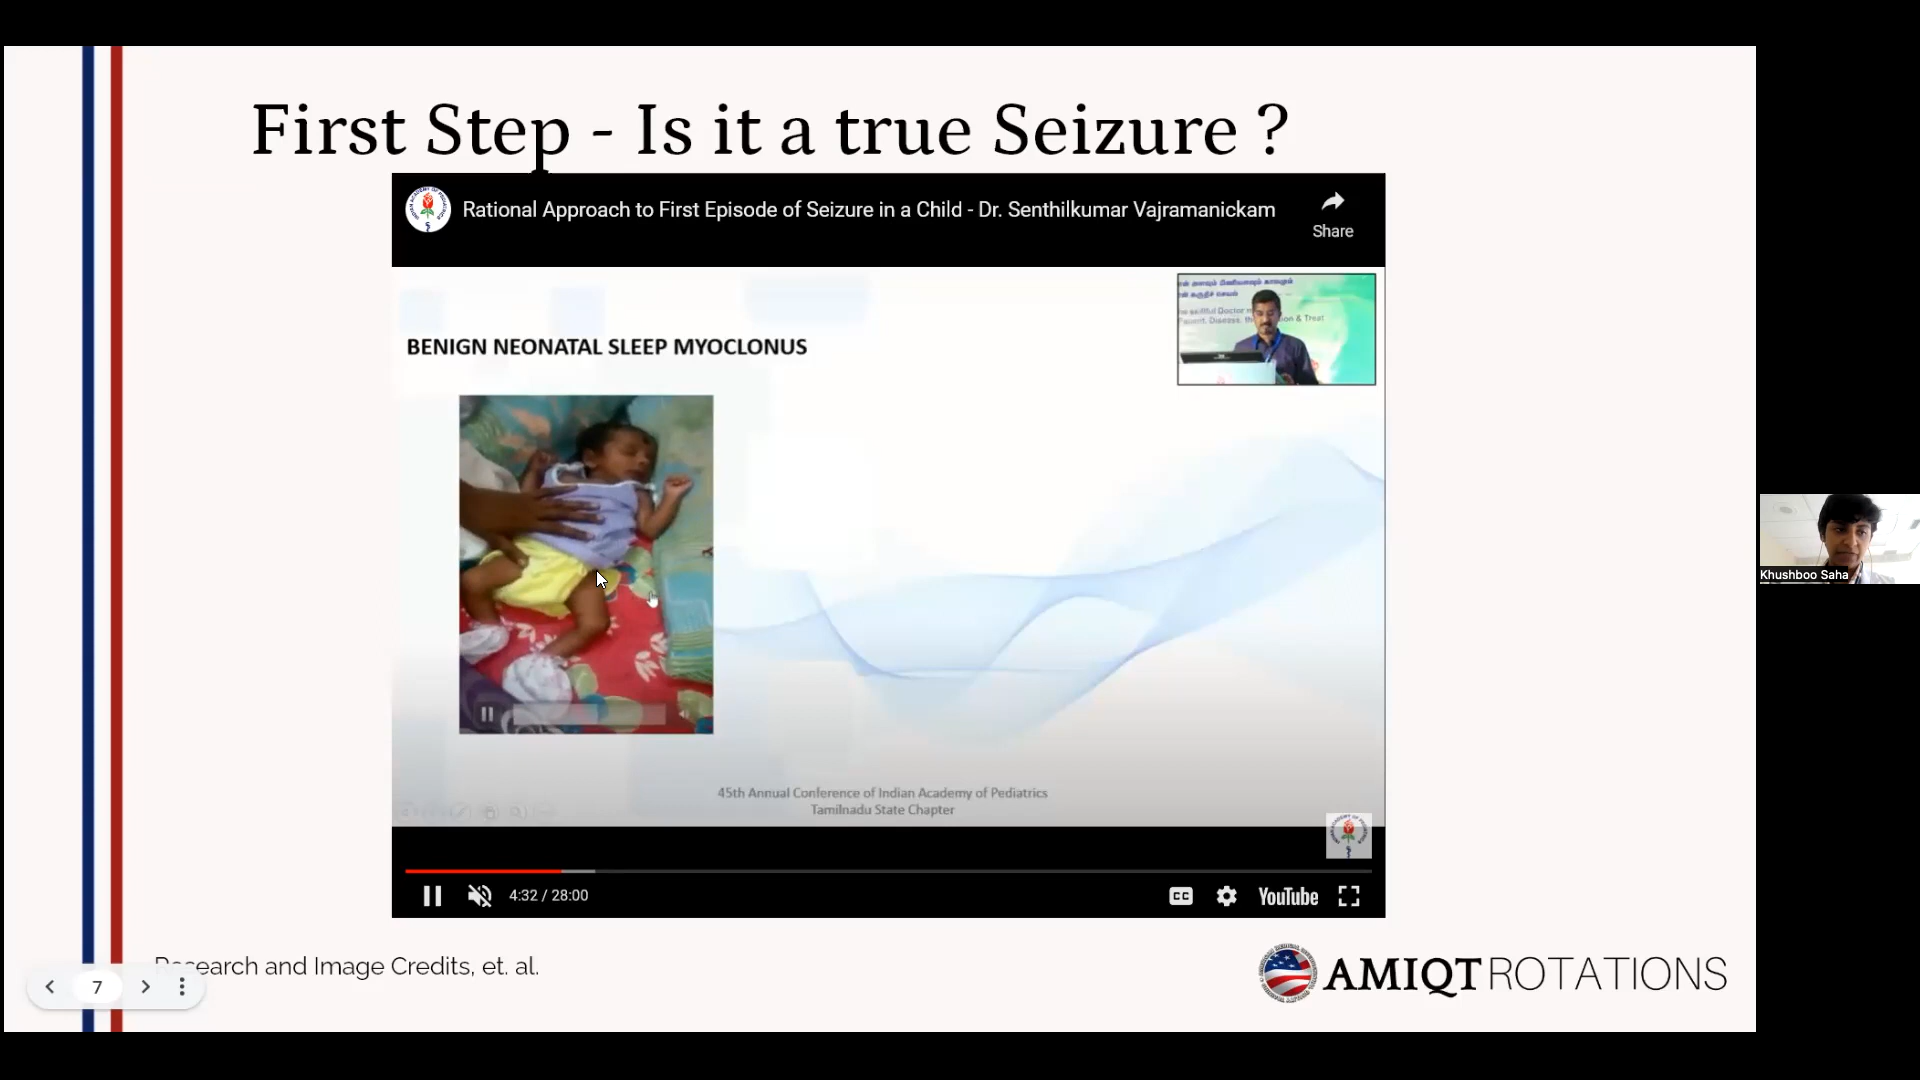 First Step - Is it a true Seizure ?
Rational Approach to First Episode of Seizure in a Child - Dr. Senthilkumar Vajramanickam
Share
BENIGN NEONATAL SLEEP MYOCLONUS
45th Annual Conference of Indian Academy of Pediatrics
Tamilnadu State Chapter
4:32 / 28:00
CC
YouTube
Khushboo Saha
Research and Image Credits, et. al.
7
AMIQT ROTATIONS